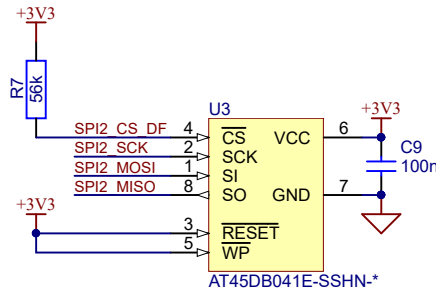 +3V3
R7
56k
U3
+3V3
SPI2_CS_DF 4 CS VCC 6
SPI2_SCK 2 SCK
SPI2_MOSI 1 SI
C9
100n
SPI2_MISO 8 SO GND 7
+3V3
3 RESET
5 WP
AT45DB041E-SSHN-*